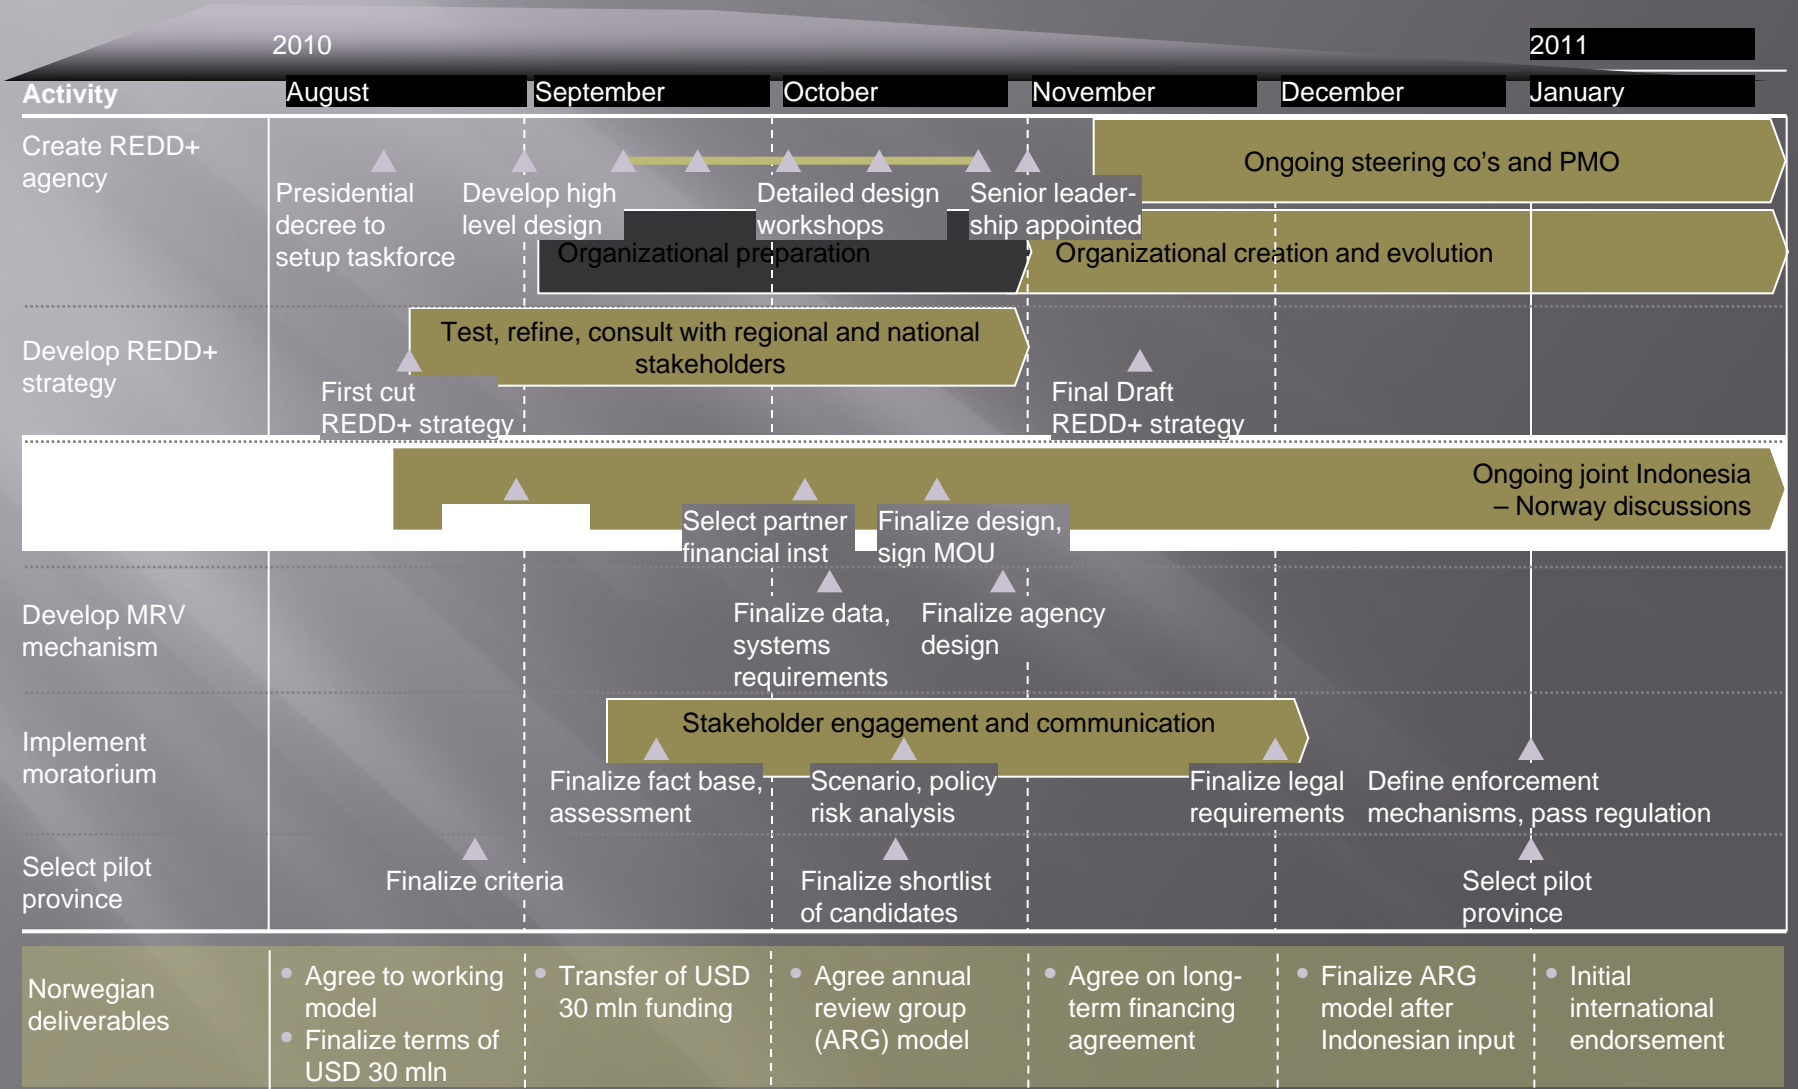 2010
2011
Activity
August
September
October
November
December
January
Create REDD+
agency
Presidential
decree to
setup taskforce
Develop high
level design
Detailed design
workshops
Senior leader-
ship appointed
Ongoing steering co's and PMO
Organizational preparation
Organizational creation and evolution
Develop REDD+
strategy
Test, refine, consult with regional and national
stakeholders
First cut
REDD+ strategy
Final Draft
REDD+ strategy
Ongoing joint Indonesia
– Norway discussions
Select partner
financial inst
Finalize design,
sign MOU
Develop MRV
mechanism
Finalize data,
systems
requirements
Finalize agency
design
Implement
moratorium
Stakeholder engagement and communication
Finalize fact base,
assessment
Scenario, policy
risk analysis
Finalize legal
requirements
Define enforcement
mechanisms, pass regulation
Select pilot
province
Finalize criteria
Finalize shortlist
of candidates
Select pilot
province
Norwegian
deliverables
• Agree to working
model
• Finalize terms of
USD 30 mln
• Transfer of USD
30 mln funding
• Agree annual
review group
(ARG) model
• Agree on long-
term financing
agreement
• Finalize ARG
model after
Indonesian input
• Initial
international
endorsement